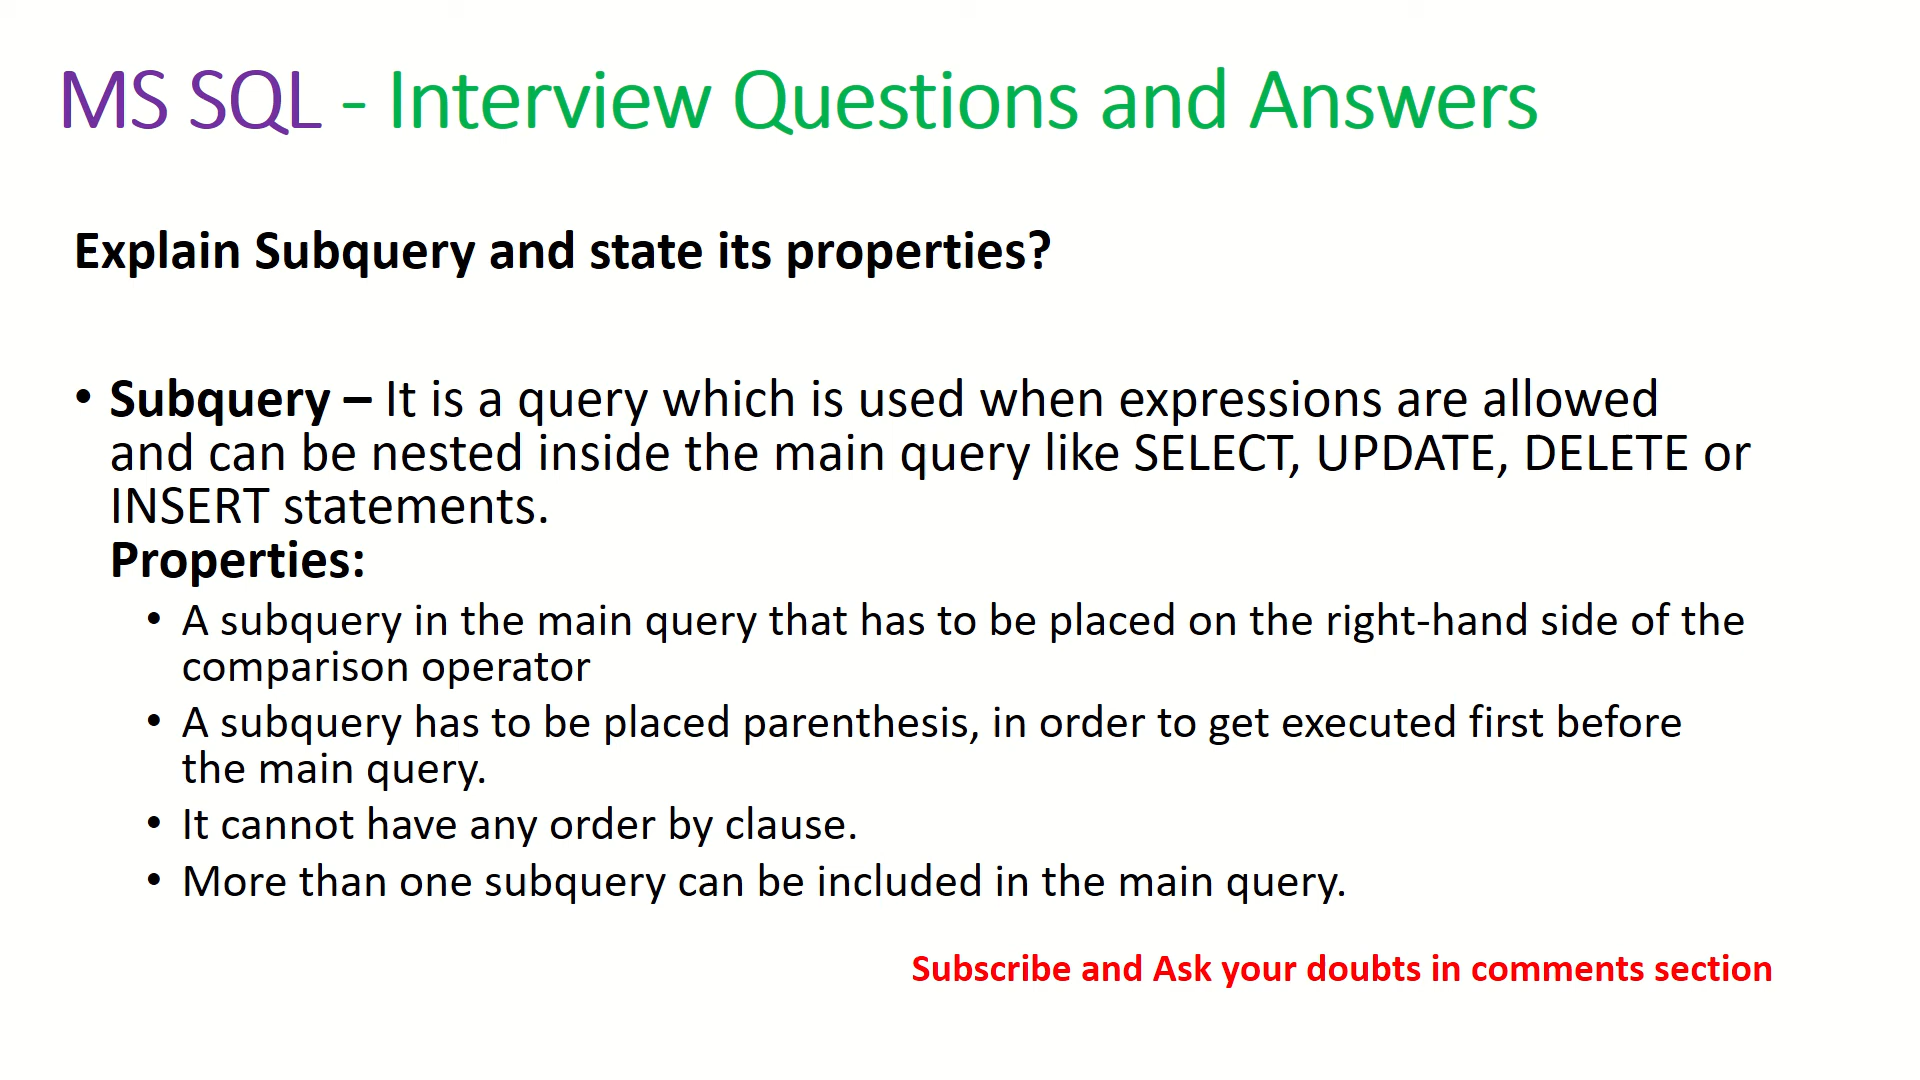 MS SQL - Interview Questions and Answers
Explain Subquery and state its properties?
• Subquery – It is a query which is used when expressions are allowed
and can be nested inside the main query like SELECT, UPDATE, DELETE or
INSERT statements.
Properties:
• A subquery in the main query that has to be placed on the right-hand side of the
comparison operator
• A subquery has to be placed parenthesis, in order to get executed first before
the main query.
• It cannot have any order by clause.
• More than one subquery can be included in the main query.
Subscribe and Ask your doubts in comments section